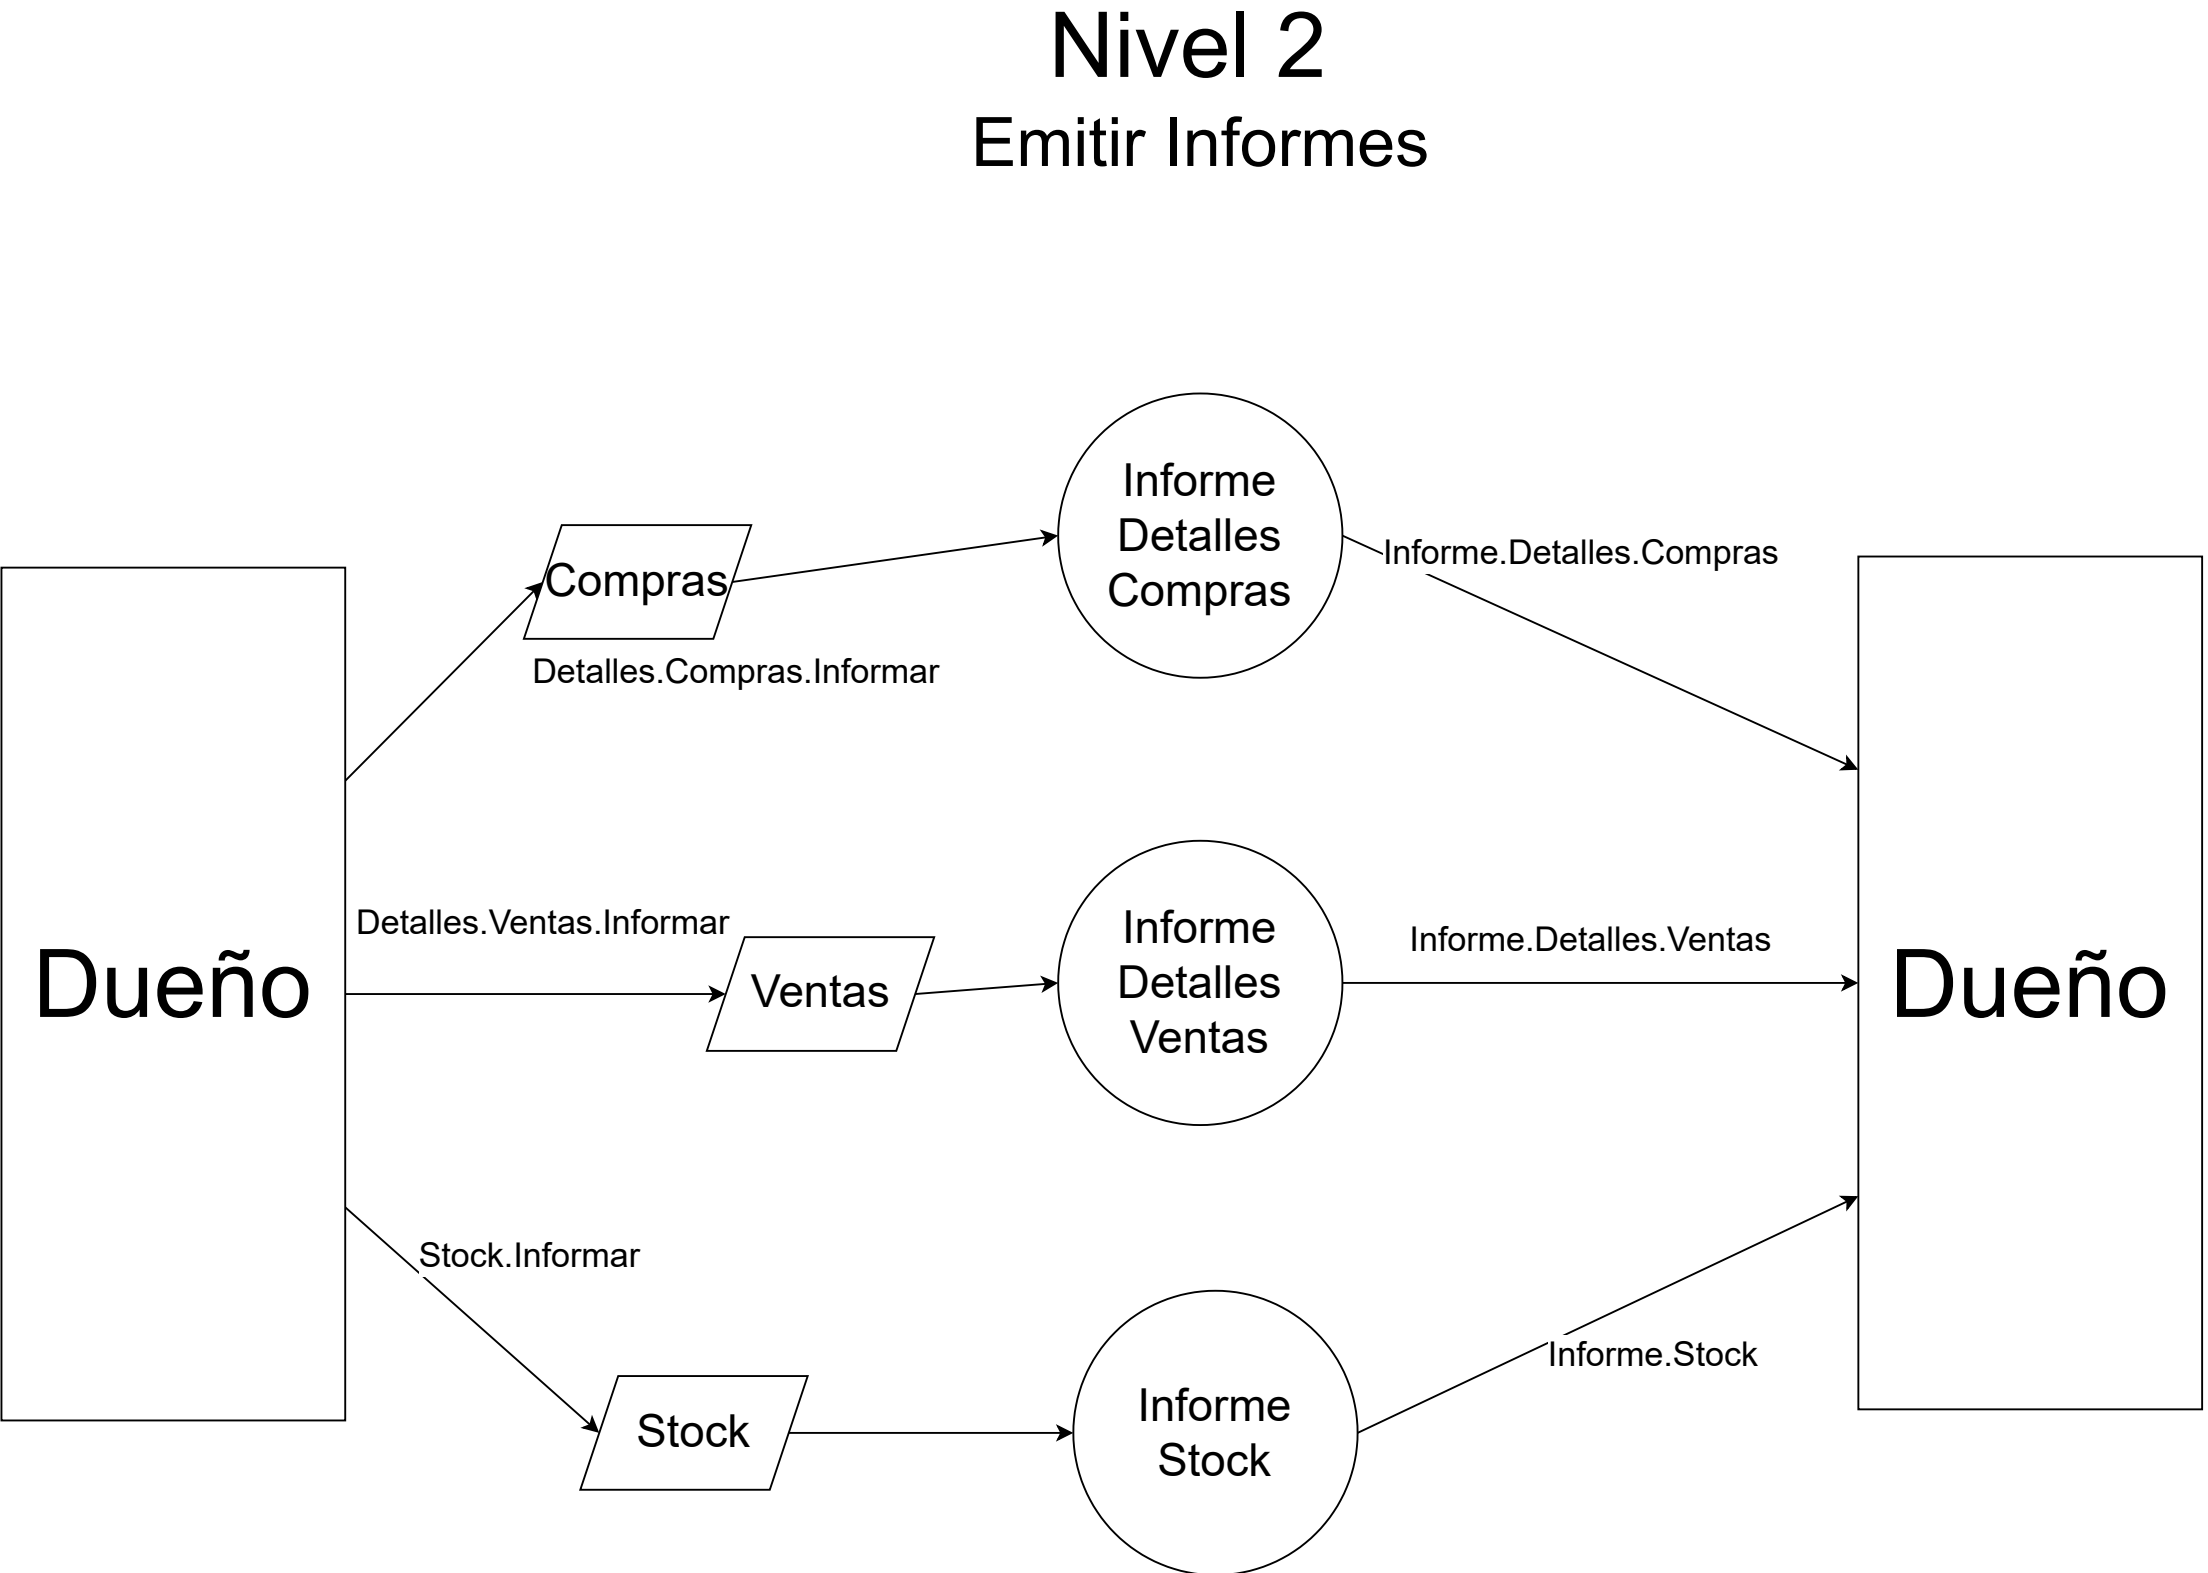 Nivel 2
Emitir Informes
Informe
Detalles
Compras
Informe.Detalles.Compras
Compras
Detalles.Compras.Informar
Detalles.Ventas.Informar
Informe
Detalles
Ventas
Informe.Detalles.Ventas
Dueño
Ventas
Dueño
Stock.Informar
Informe.Stock
Stock
Informe
Stock